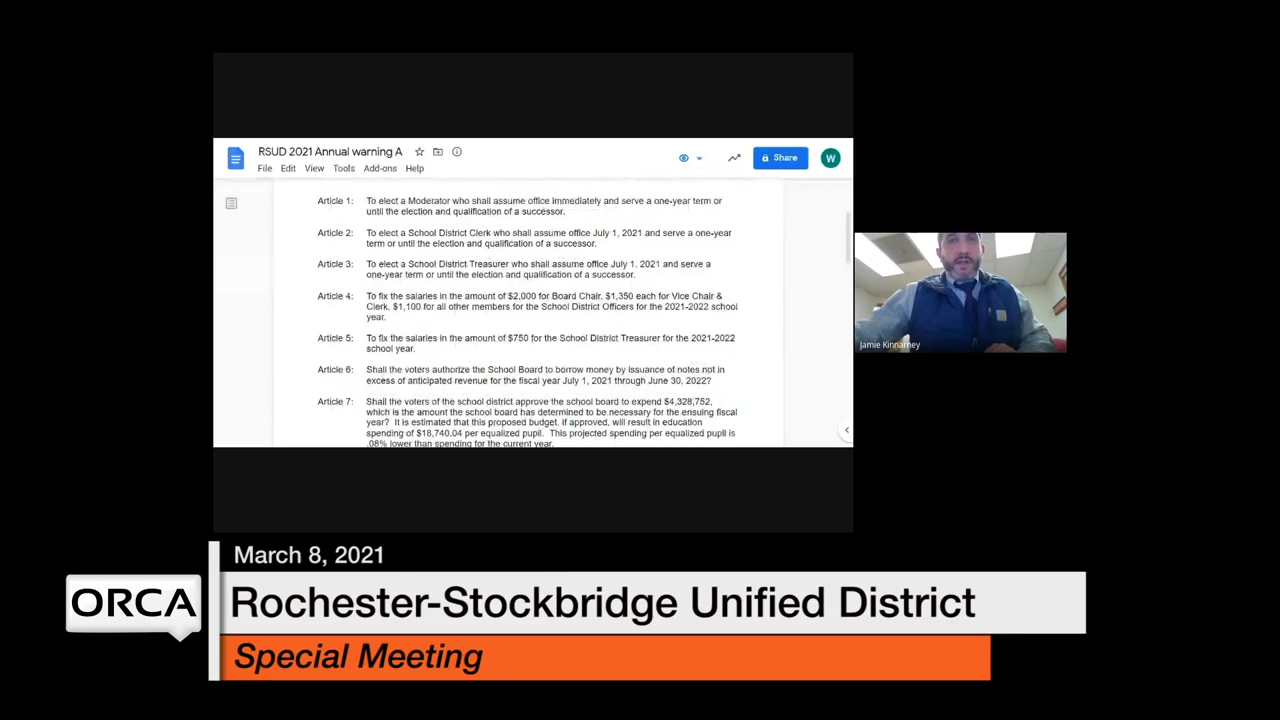 RSUD 2021 Annual warning A
File Edit View Tools Add-ons Help
Share
W
Article 1: To elect a Moderator who shall assume office immediately and serve a one-year term or
until the election and qualification of a successor.
Article 2: To elect a School District Clerk who shall assume office July 1, 2021 and serve a one-year
term or until the election and qualification of a successor.
Article 3: To elect a School District Treasurer who shall assume office July 1, 2021 and serve a
one-year term or until the election and qualification of a successor.
Article 4: To fix the salaries in the amount of $2,000 for Board Chair, $1,350 each for Vice Chair &
Clerk, $1,100 for all other members for the School District Officers for the 2021-2022 school
year.
Article 5: To fix the salaries in the amount of $750 for the School District Treasurer for the 2021-2022
school year.
Article 6: Shall the voters authorize the School Board to borrow money by issuance of notes not in
excess of anticipated revenue for the fiscal year July 1, 2021 through June 30, 2022?
Article 7: Shall the voters of the school district approve the school board to expend $4,328,752,
which is the amount the school board has determined to be necessary for the ensuing fiscal
year? It is estimated that this proposed budget, if approved, will result in education
spending of $18,740.04 per equalized pupil. This projected spending per equalized pupil is
.08% lower than spending for the current year.
Jamie Kinnarney
March 8, 2021
ORCA
Rochester-Stockbridge Unified District
Special Meeting